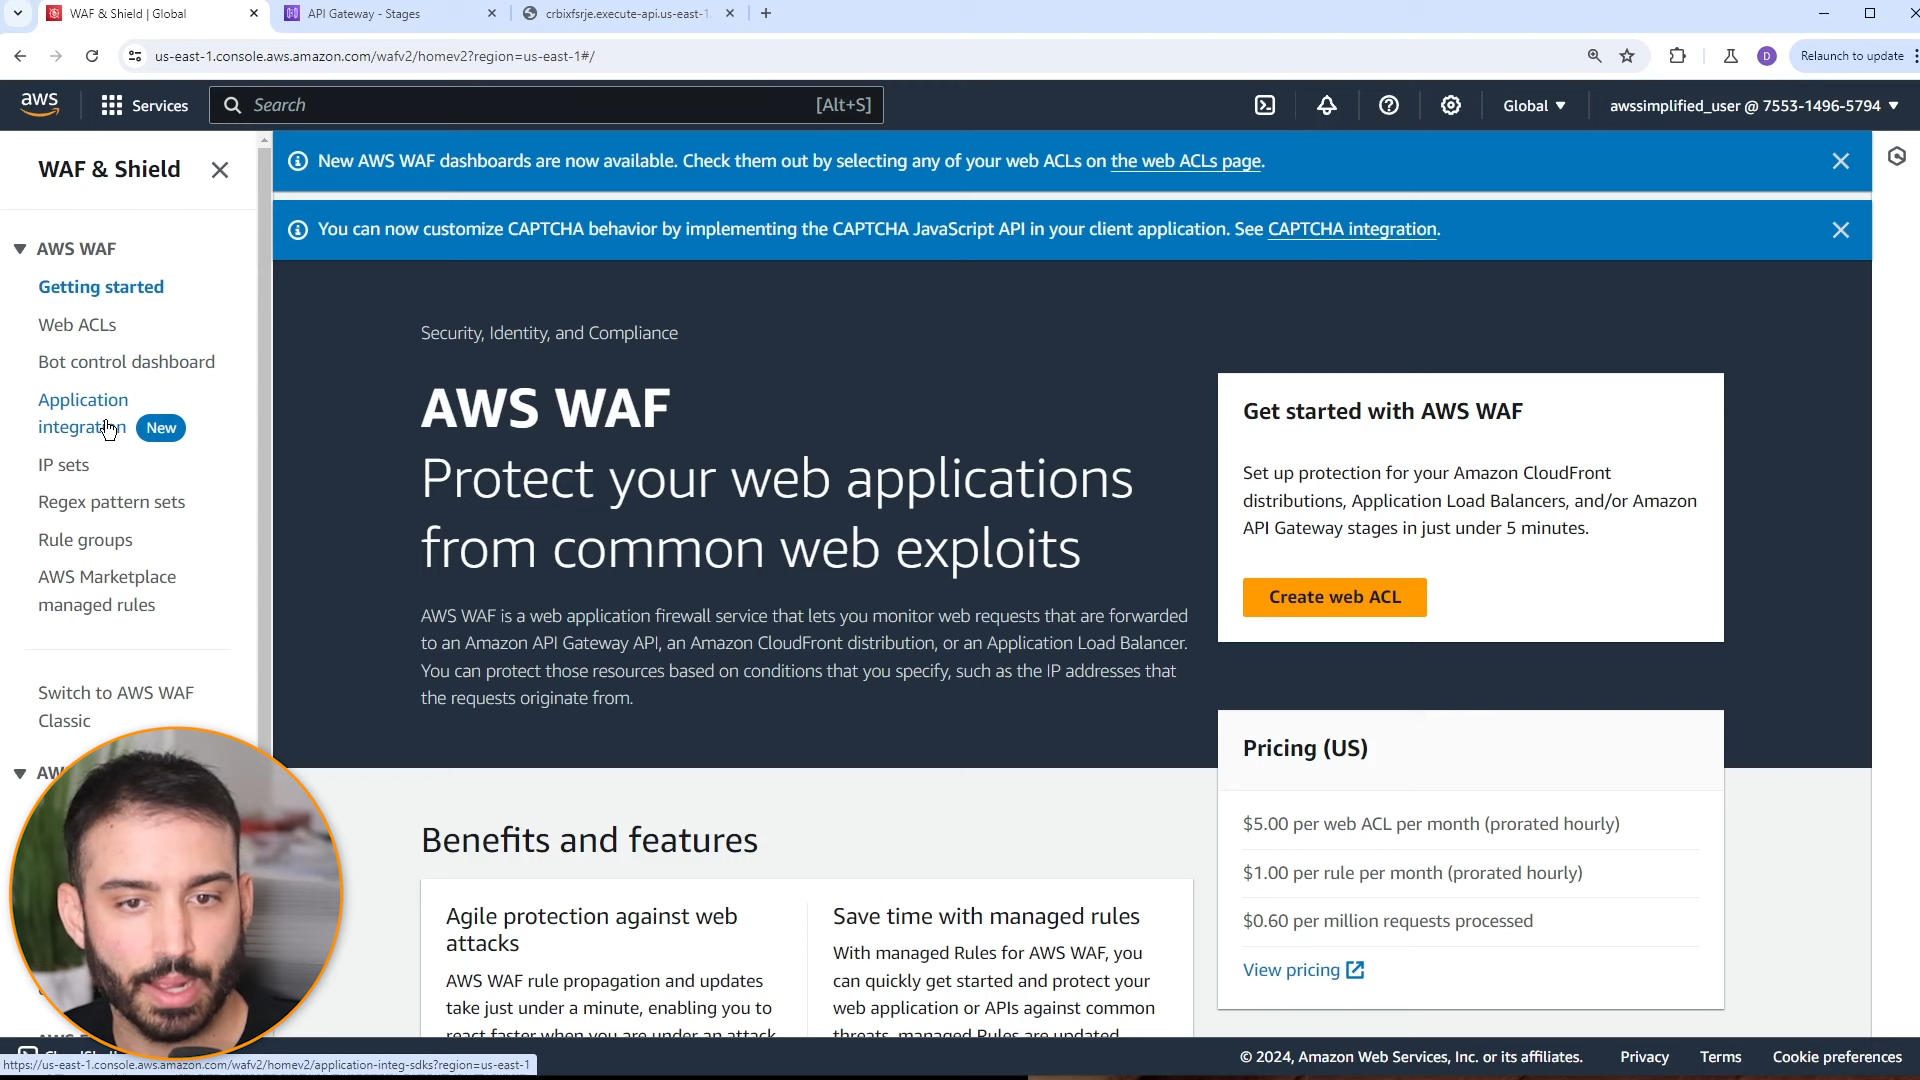 WAF & Shield | Global
API Gateway - Stages
crbixfsrje.execute-api.us-east-1
us-east-1.console.aws.amazon.com/wafv2/homev2?region=us-east-1#/
D
Relaunch to update
aws
Services
Search
[Alt+S]
Global
awssimplified_user @ 7553-1496-5794
WAF & Shield
AWS WAF
Getting started
Web ACLs
Bot control dashboard
Application
integration New
IP sets
Regex pattern sets
Rule groups
AWS Marketplace
managed rules
Switch to AWS WAF
Classic
New AWS WAF dashboards are now available. Check them out by selecting any of your web ACLs on the web ACLs page.
You can now customize CAPTCHA behavior by implementing the CAPTCHA JavaScript API in your client application. See CAPTCHA integration.
Security, Identity, and Compliance
AWS WAF
Protect your web applications
from common web exploits
AWS WAF is a web application firewall service that lets you monitor web requests that are forwarded
to an Amazon API Gateway API, an Amazon CloudFront distribution, or an Application Load Balancer.
You can protect those resources based on conditions that you specify, such as the IP addresses that
the requests originate from.
Get started with AWS WAF
Set up protection for your Amazon CloudFront
distributions, Application Load Balancers, and/or Amazon
API Gateway stages in just under 5 minutes.
Create web ACL
Pricing (US)
$5.00 per web ACL per month (prorated hourly)
$1.00 per rule per month (prorated hourly)
$0.60 per million requests processed
View pricing
Benefits and features
Agile protection against web
attacks
AWS WAF rule propagation and updates
take just under a minute, enabling you to
react faster when you are under an attack
Save time with managed rules
With managed Rules for AWS WAF, you
can quickly get started and protect your
web application or APIs against common
threats. managed Rules are updated
https://us-east-1.console.aws.amazon.com/wafv2/homev2/application-integ-sdks?region=us-east-1
© 2024, Amazon Web Services, Inc. or its affiliates.
Privacy
Terms
Cookie preferences